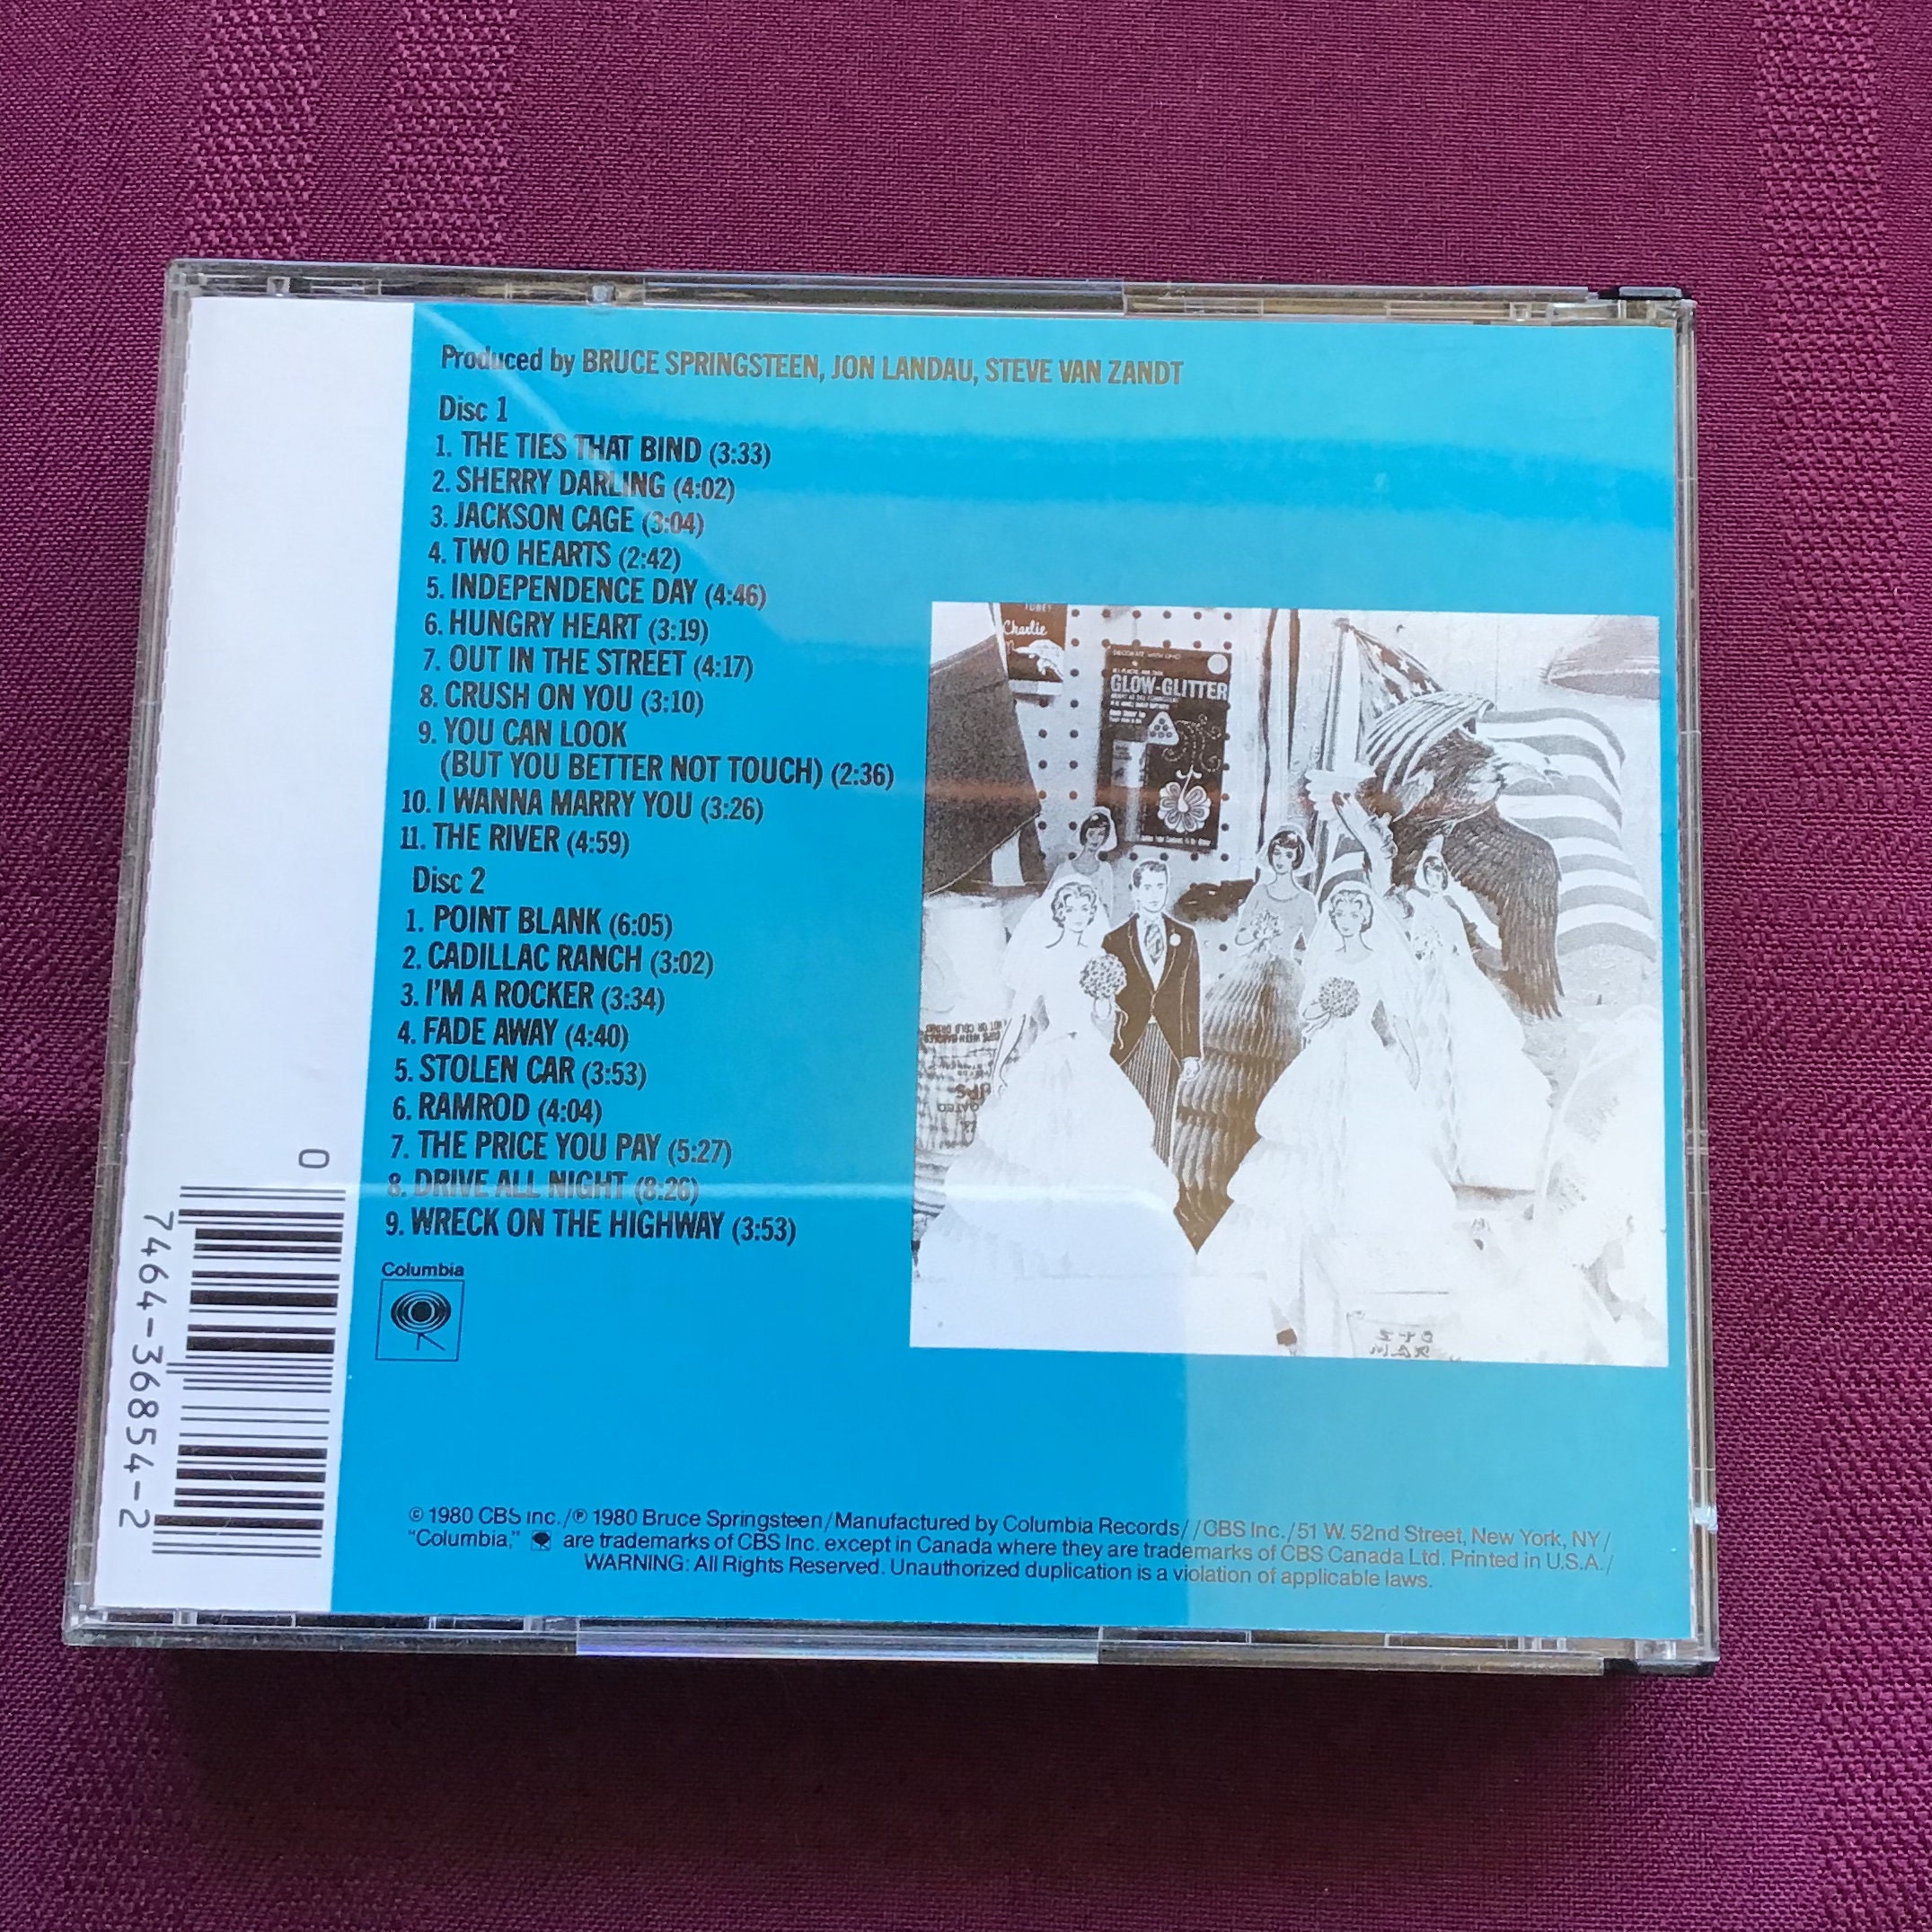 Produced by BRUCE SPRINGSTEEN, JON LANDAU, STEVE VAN ZANDT
Disc 1
1. THE TIES THAT BIND (3:33)
2. SHERRY DARLING (4:02)
3. JACKSON CAGE (3:04)
4. TWO HEARTS (2:42)
5. INDEPENDENCE DAY (4:46)
6. HUNGRY HEART (3:19)
7. OUT IN THE STREET (4:17)
8. CRUSH ON YOU (3:10)
9. YOU CAN LOOK
(BUT YOU BETTER NOT TOUCH) (2:36)
10. I WANNA MARRY YOU (3:26)
11. THE RIVER (4:59)
Disc 2
1. POINT BLANK (6:05)
2. CADILLAC RANCH (3:02)
3. I'M A ROCKER (3:34)
4. FADE AWAY (4:40)
5. STOLEN CAR (3:53)
6. RAMROD (4:04)
7. THE PRICE YOU PAY (5:27)
8. DRIVE ALL NIGHT (8:26)
9. WRECK ON THE HIGHWAY (3:53)
Columbia
0
7464-36854-2
Charlie
GLOW-GLITTER
© 1980 CBS Inc./℗ 1980 Bruce Springsteen/Manufactured by Columbia Records//CBS Inc./51 W. 52nd Street, New York, NY/
"Columbia," are trademarks of CBS Inc. except in Canada where they are trademarks of CBS Canada Ltd. Printed in U.S.A./
WARNING: All Rights Reserved. Unauthorized duplication is a violation of applicable laws.